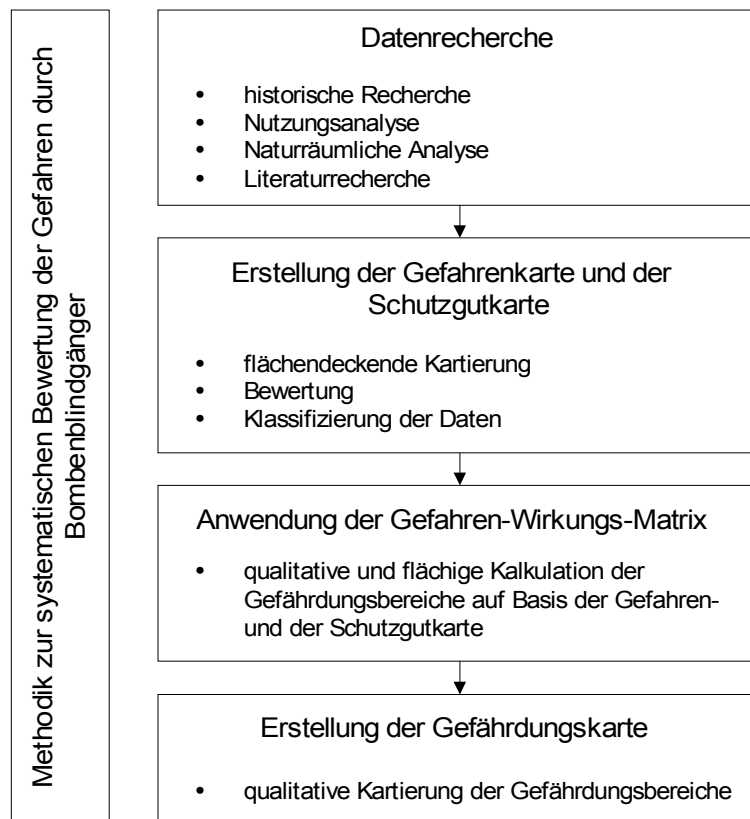 Methodik zur systematischen Bewertung der Gefahren durch
Bombenblindgänger
Datenrecherche
• historische Recherche
• Nutzungsanalyse
• Naturräumliche Analyse
• Literaturrecherche
Erstellung der Gefahrenkarte und der
Schutzgutkarte
• flächendeckende Kartierung
• Bewertung
• Klassifizierung der Daten
Anwendung der Gefahren-Wirkungs-Matrix
• qualitative und flächige Kalkulation der
Gefährdungsbereiche auf Basis der Gefahren-
und der Schutzgutkarte
Erstellung der Gefährdungskarte
• qualitative Kartierung der Gefährdungsbereiche